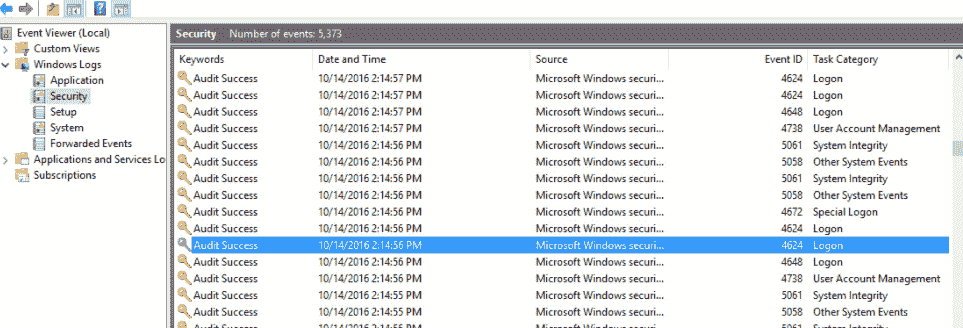 Event Viewer (Local)
Custom Views
Windows Logs
Application
Security
Setup
System
Forwarded Events
Applications and Services Lo
Subscriptions
Security Number of events: 5,373
Keywords Date and Time Source Event ID Task Category
Audit Success 10/14/2016 2:14:57 PM Microsoft Windows securi... 4624 Logon
Audit Success 10/14/2016 2:14:57 PM Microsoft Windows securi... 4624 Logon
Audit Success 10/14/2016 2:14:57 PM Microsoft Windows securi... 4648 Logon
Audit Success 10/14/2016 2:14:57 PM Microsoft Windows securi... 4738 User Account Management
Audit Success 10/14/2016 2:14:56 PM Microsoft Windows securi... 5061 System Integrity
Audit Success 10/14/2016 2:14:56 PM Microsoft Windows securi... 5058 Other System Events
Audit Success 10/14/2016 2:14:56 PM Microsoft Windows securi... 5061 System Integrity
Audit Success 10/14/2016 2:14:56 PM Microsoft Windows securi... 5058 Other System Events
Audit Success 10/14/2016 2:14:56 PM Microsoft Windows securi... 4672 Special Logon
Audit Success 10/14/2016 2:14:56 PM Microsoft Windows securi... 4624 Logon
Audit Success 10/14/2016 2:14:56 PM Microsoft Windows securi... 4624 Logon
Audit Success 10/14/2016 2:14:56 PM Microsoft Windows securi... 4648 Logon
Audit Success 10/14/2016 2:14:56 PM Microsoft Windows securi... 4738 User Account Management
Audit Success 10/14/2016 2:14:55 PM Microsoft Windows securi... 5061 System Integrity
Audit Success 10/14/2016 2:14:55 PM Microsoft Windows securi... 5058 Other System Events